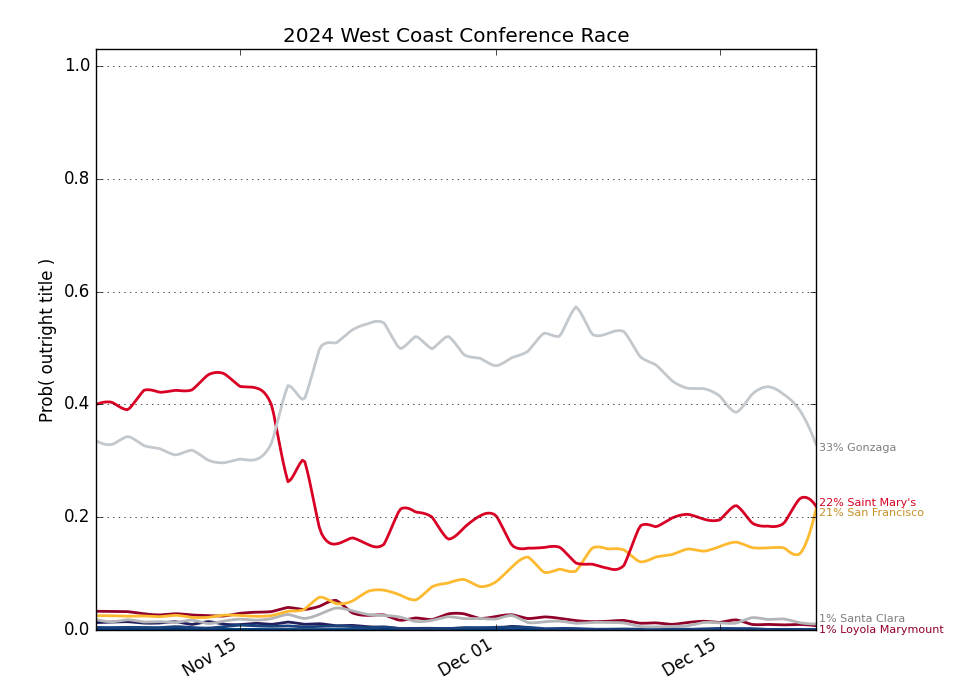 2024 West Coast Conference Race
1.0
0.8
0.6
0.4
0.2
0.0
Prob( outright title )
Nov 15
Dec 01
Dec 15
33% Gonzaga
22% Saint Mary's
21% San Francisco
1% Santa Clara
1% Loyola Marymount